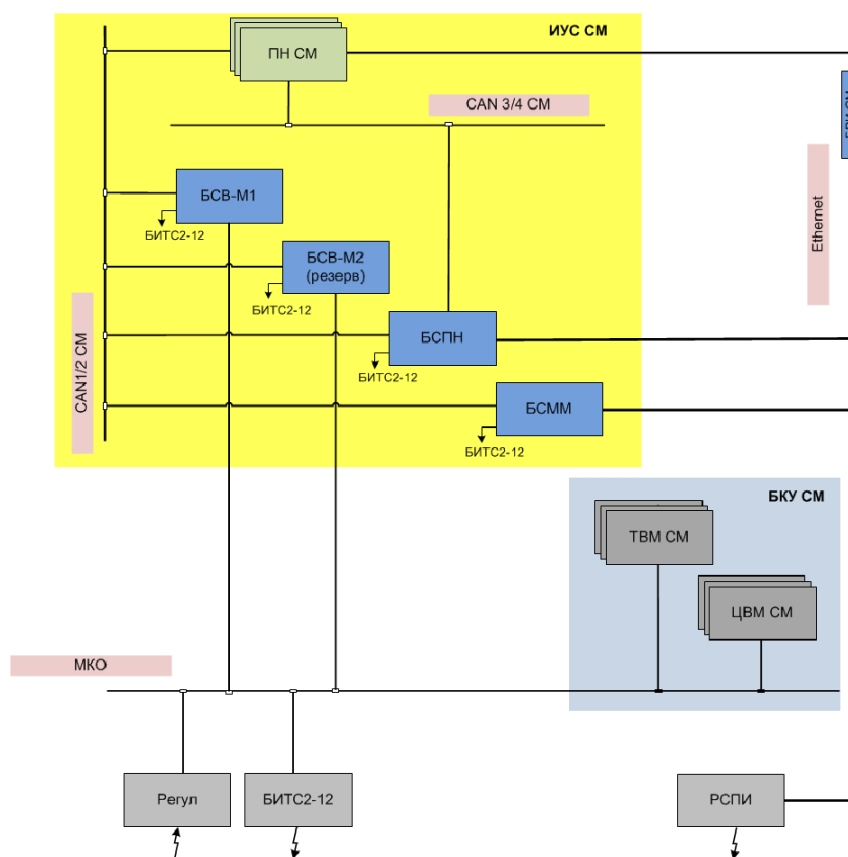 ИУС СМ
ПН СМ
CAN 3/4 СМ
БСВ-М1
БИТС2-12
БСВ-М2
(резерв)
БИТС2-12
Ethernet
БСПН
БИТС2-12
CAN1/2 СМ
БСММ
БИТС2-12
БКУ СМ
ТВМ СМ
ЦВМ СМ
МКО
Регул
БИТС2-12
РСПИ